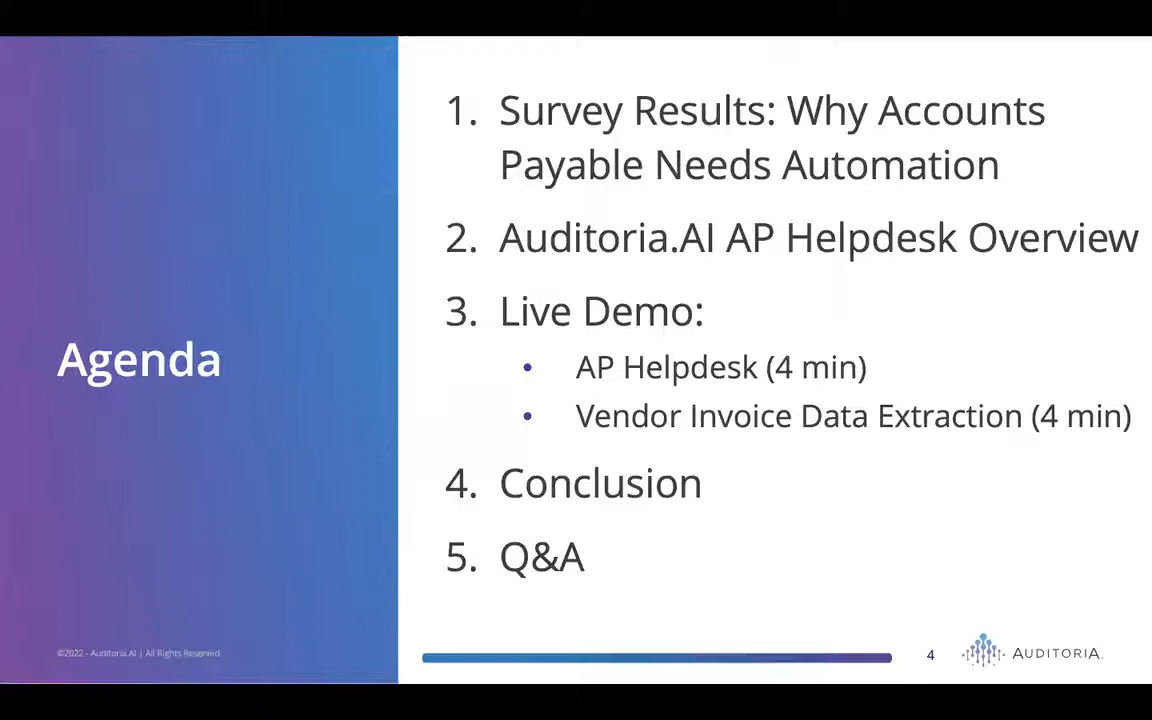 Agenda
1. Survey Results: Why Accounts
Payable Needs Automation
2. Auditoria.AI AP Helpdesk Overview
3. Live Demo:
• AP Helpdesk (4 min)
• Vendor Invoice Data Extraction (4 min)
4. Conclusion
5. Q&A
©2022 - Auditoria.AI | All Rights Reserved
4
AUDITORIA.